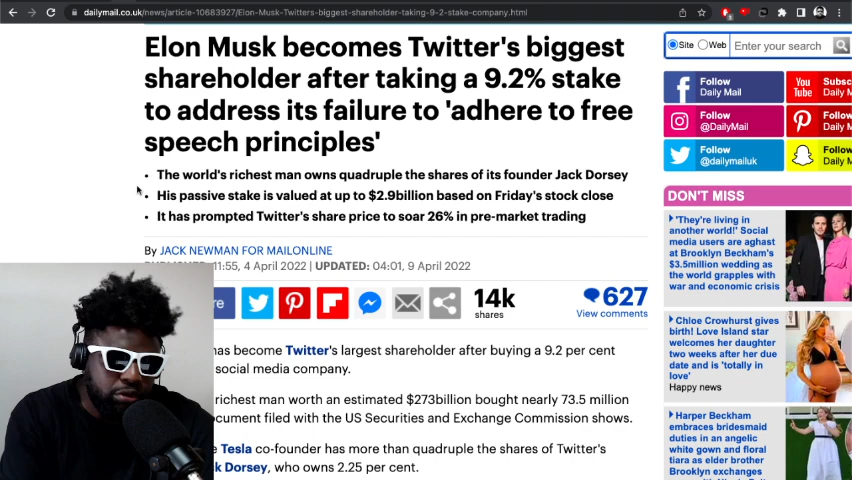 dailymail.co.uk/news/article-10683927/Elon-Musk-Twitters-biggest-shareholder-taking-9-2-stake-company.html
Elon Musk becomes Twitter's biggest
shareholder after taking a 9.2% stake
to address its failure to 'adhere to free
speech principles'
The world's richest man owns quadruple the shares of its founder Jack Dorsey
His passive stake is valued at up to $2.9billion based on Friday's stock close
It has prompted Twitter's share price to soar 26% in pre-market trading
By JACK NEWMAN FOR MAILONLINE
11:55, 4 April 2022 | UPDATED: 04:01, 9 April 2022
14k
shares
627
View comments
has become Twitter's largest shareholder after buying a 9.2 per cent
social media company.
richest man worth an estimated $273billion bought nearly 73.5 million
ocument filed with the US Securities and Exchange Commission shows.
Tesla co-founder has more than quadruple the shares of Twitter's
k Dorsey, who owns 2.25 per cent.
Site Web Enter your search
Follow
Daily Mail
You
Tube
Subsc
Daily M
Follow
@DailyMail
Follow
Daily M
Follow
@dailymailuk
Follow
Daily M
DON'T MISS
'They're living in
another world!' Social
media users are aghast
at Brooklyn Beckham's
$3.5million wedding as
the world grapples with
war and economic crisis
Chloe Crowhurst gives
birth! Love Island star
welcomes her daughter
two weeks after her due
date and is 'totally in
love'
Happy news
Harper Beckham
embraces bridesmaid
duties in an angelic
white gown and floral
tiara as elder brother
Brooklyn exchanges